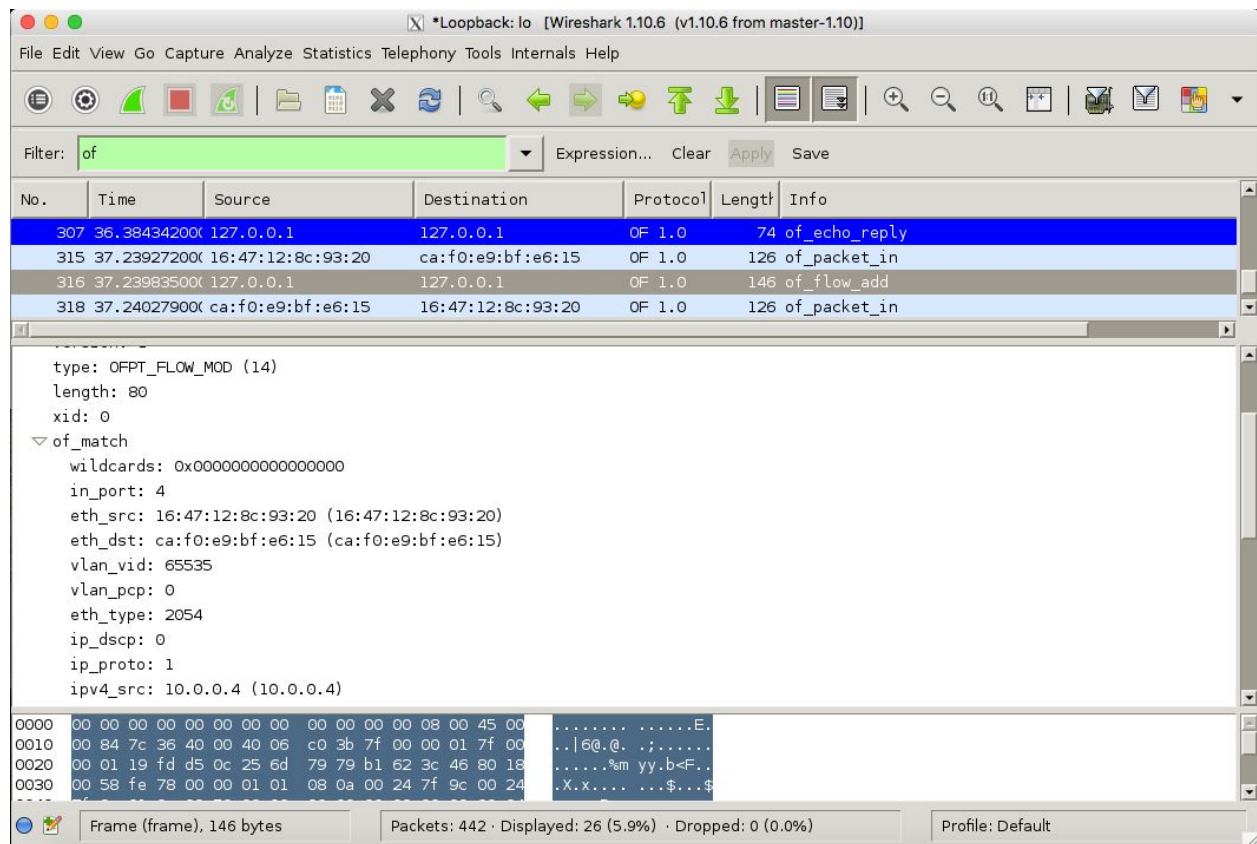 *Loopback: lo [Wireshark 1.10.6 (v1.10.6 from master-1.10)]
File Edit View Go Capture Analyze Statistics Telephony Tools Internals Help
Filter: of Expression... Clear Apply Save
No. Time Source Destination Protocol Length Info
307 36.38434200( 127.0.0.1 127.0.0.1 OF 1.0 74 of_echo_reply
315 37.23927200( 16:47:12:8c:93:20 ca:f0:e9:bf:e6:15 OF 1.0 126 of_packet_in
316 37.23983500( 127.0.0.1 127.0.0.1 OF 1.0 146 of_flow_add
318 37.24027900( ca:f0:e9:bf:e6:15 16:47:12:8c:93:20 OF 1.0 126 of_packet_in
type: OFPT_FLOW_MOD (14)
length: 80
xid: 0
of_match
wildcards: 0x0000000000000000
in_port: 4
eth_src: 16:47:12:8c:93:20 (16:47:12:8c:93:20)
eth_dst: ca:f0:e9:bf:e6:15 (ca:f0:e9:bf:e6:15)
vlan_vid: 65535
vlan_pcp: 0
eth_type: 2054
ip_dscp: 0
ip_proto: 1
ipv4_src: 10.0.0.4 (10.0.0.4)
0000 00 00 00 00 00 00 00 00 00 00 00 00 08 00 45 00 ........ ......E.
0010 00 84 7c 36 40 00 40 06 c0 3b 7f 00 00 01 7f 00 ..|6@.@. .;......
0020 00 01 19 fd d5 0c 25 6d 79 79 b1 62 3c 46 80 18 ......%m yy.b<F..
0030 00 58 fe 78 00 00 01 01 08 0a 00 24 7f 9c 00 24 .X.x.... ...$...$
Frame (frame), 146 bytes Packets: 442 · Displayed: 26 (5.9%) · Dropped: 0 (0.0%) Profile: Default